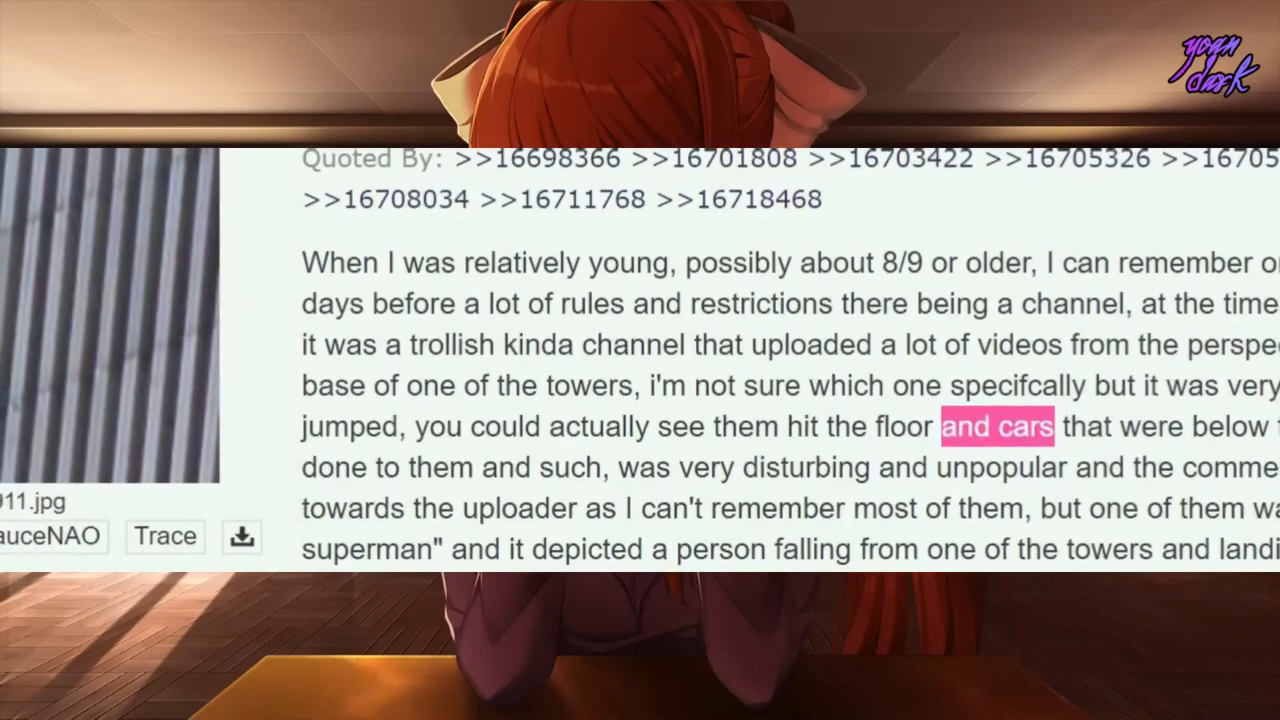 yoan
dark
Quoted By: >>16698366 >>16701808 >>16703422 >>16705326 >>16705
>>16708034 >>16711768 >>16718468
When I was relatively young, possibly about 8/9 or older, I can remember
days before a lot of rules and restrictions there being a channel, at the time
it was a trollish kinda channel that uploaded a lot of videos from the
base of one of the towers, i'm not sure which one specifcally but it was very
jumped, you could actually see them hit the floor and cars that were below
done to them and such, was very disturbing and unpopular and the
towards the uploader as I can't remember most of them, but one of them
superman" and it depicted a person falling from one of the towers and
911.jpg
auceNAO Trace